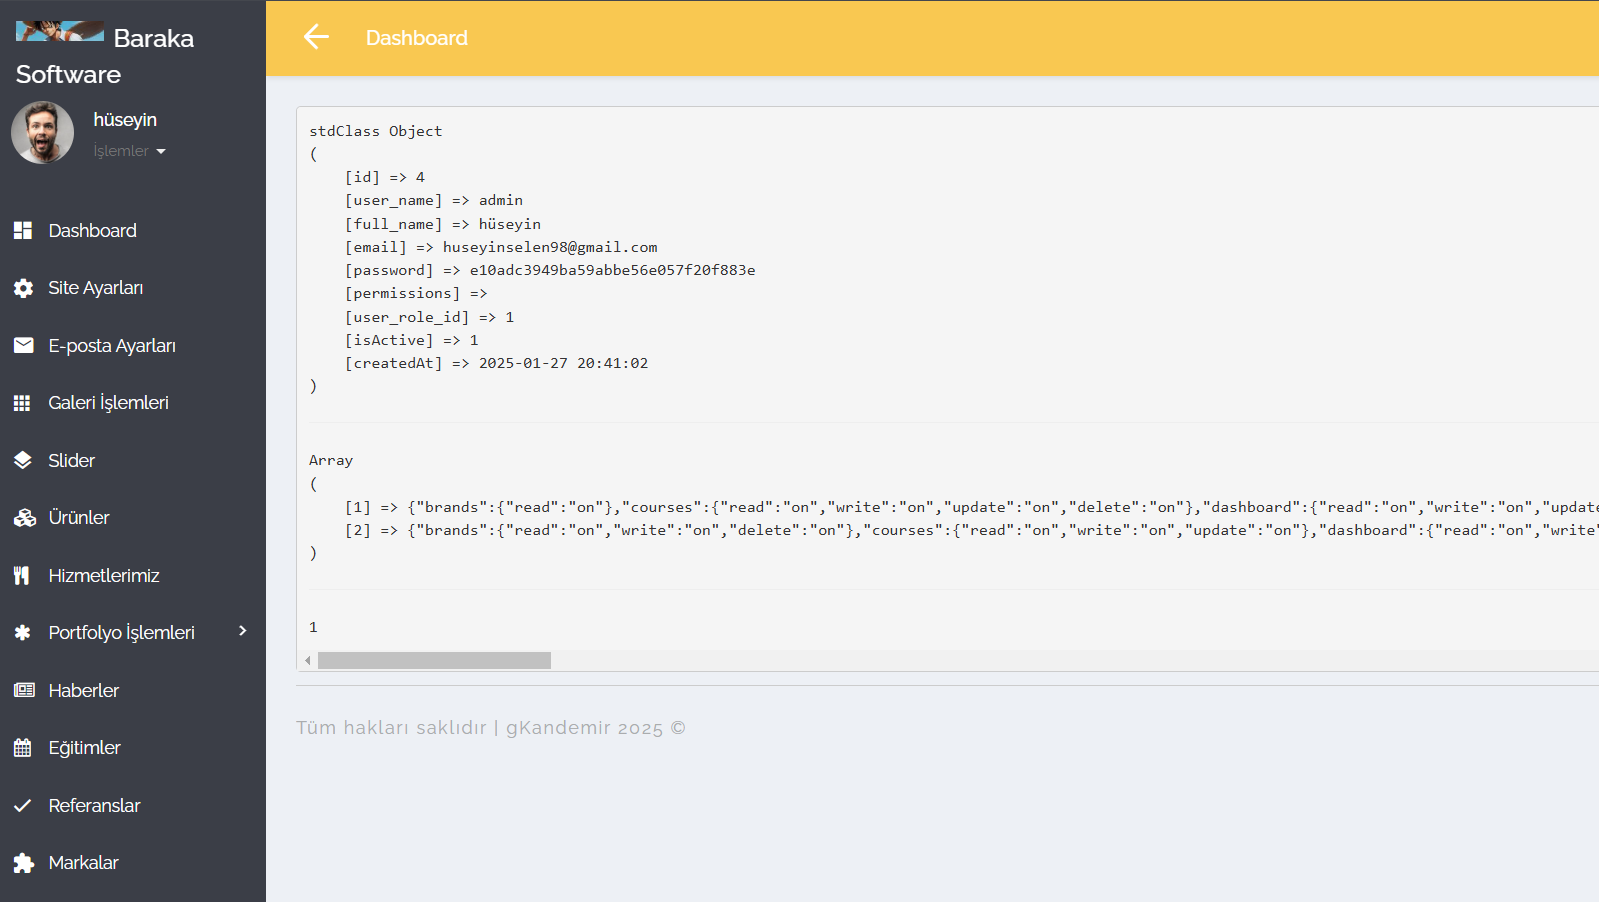 Baraka
Software
hüseyin
İşlemler
Dashboard
Site Ayarları
E-posta Ayarları
Galeri İşlemleri
Slider
Ürünler
Hizmetlerimiz
Portfolyo İşlemleri
Haberler
Eğitimler
Referanslar
Markalar
Dashboard
stdClass Object
(
[id] => 4
[user_name] => admin
[full_name] => hüseyin
[email] => huseyinselen98@gmail.com
[password] => e10adc3949ba59abbe56e057f20f883e
[permissions] =>
[user_role_id] => 1
[isActive] => 1
[createdAt] => 2025-01-27 20:41:02
)
Array
(
[1] => {"brands":{"read":"on"},"courses":{"read":"on","write":"on","update":"on","delete":"on"},"dashboard":{"read":"on","write":"on","update
[2] => {"brands":{"read":"on","write":"on","delete":"on"},"courses":{"read":"on","write":"on","update":"on"},"dashboard":{"read":"on","write"
)
1
Tüm hakları saklıdır | gKandemir 2025 ©